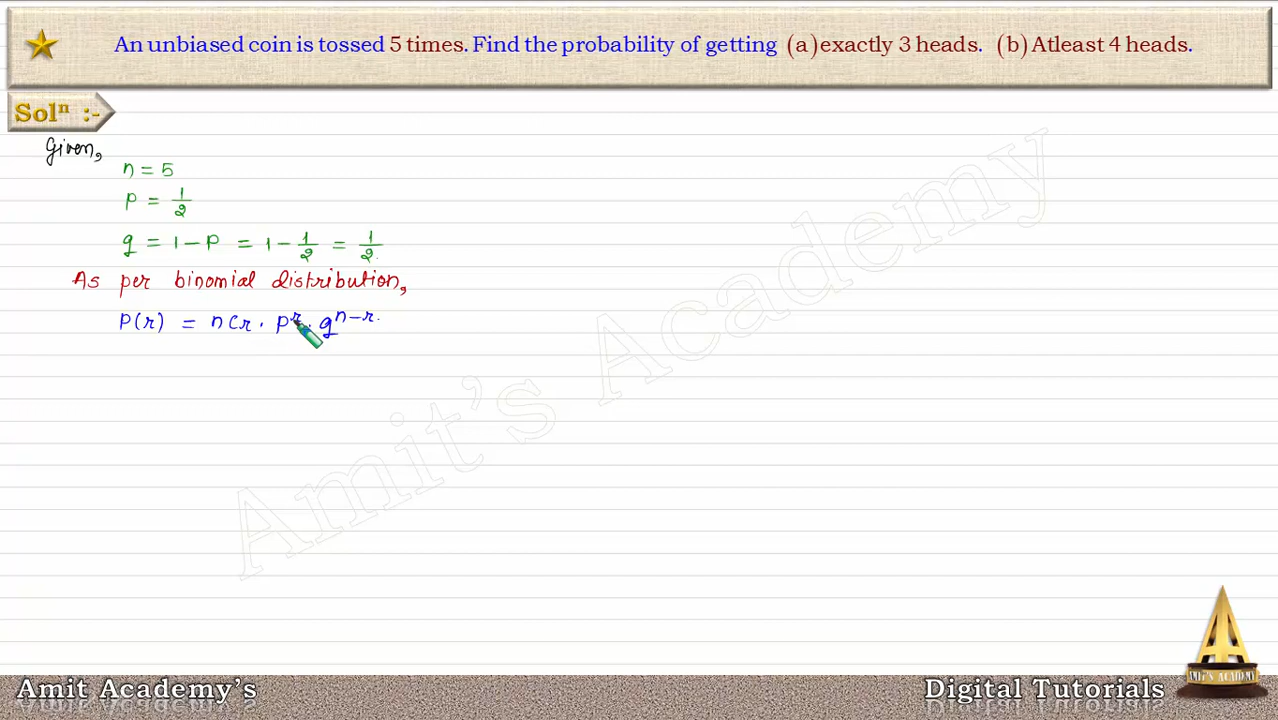 An unbiased coin is tossed 5 times. Find the probability of getting (a) exactly 3 heads. (b) Atleast 4 heads.
Solⁿ :-
Given,
n = 5
p = 1/2
q = 1 - p = 1 - 1/2 = 1/2.
As per binomial distribution,
P(r) = nCr · p^r · q^n-r.
Amit's Academy
AMIT'S ACADEMY
Amit Academy's
Digital Tutorials